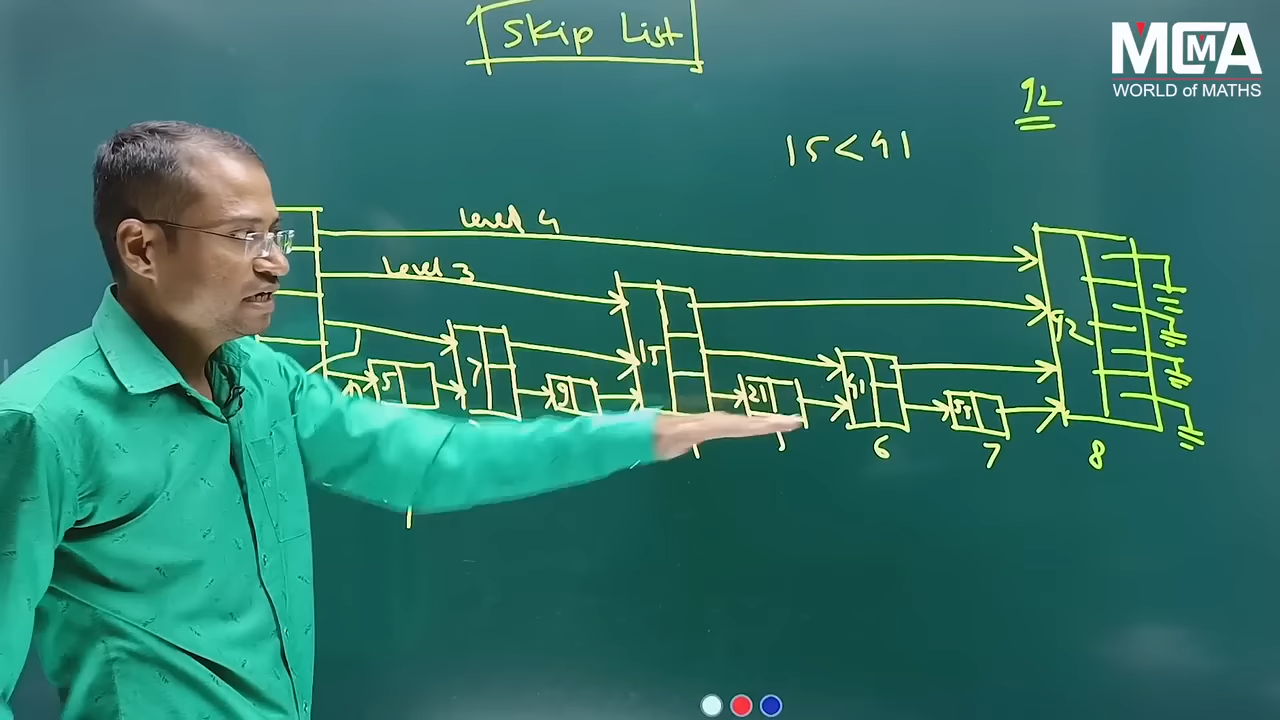 Skip List
MCMA
WORLD of MATHS
92
15<41
Level 4
Level 3
5 7 9 15 21 41 51 92
1 6 7 8